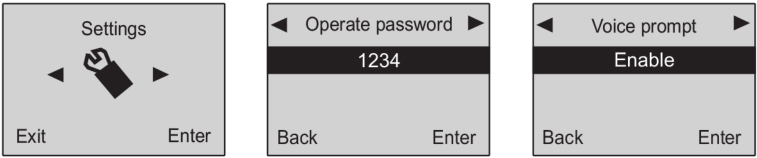 Settings
Exit Enter
Operate password
1234
Back Enter
Voice prompt
Enable
Back Enter